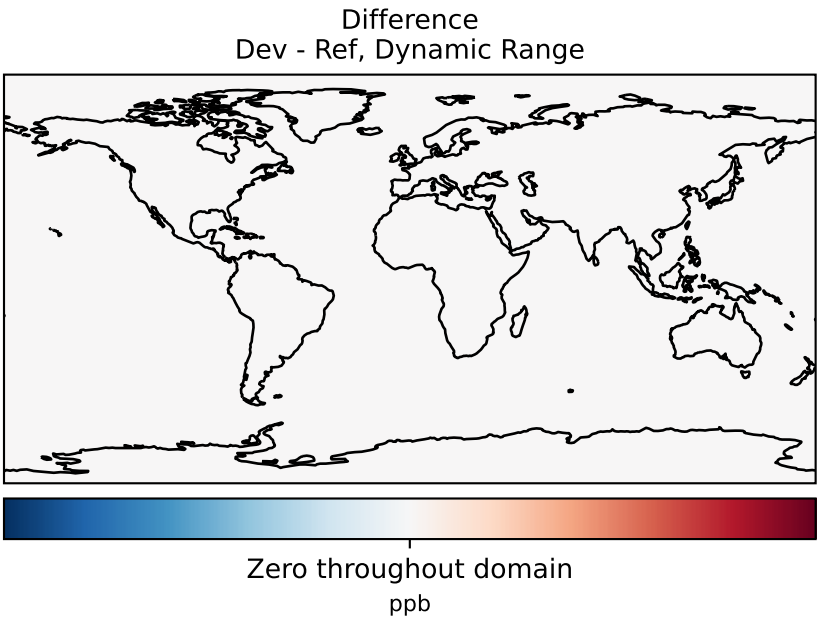 Difference
Dev - Ref, Dynamic Range
Zero throughout domain
ppb